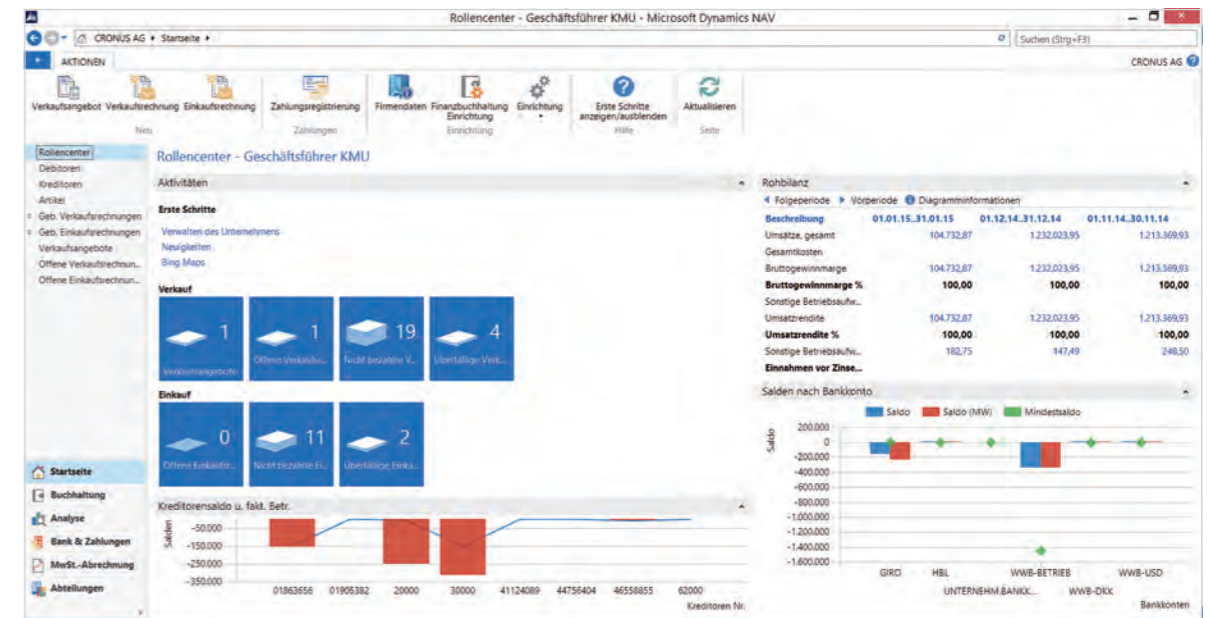 Rollencenter - Geschäftsführer KMU - Microsoft Dynamics NAV
CRONUS AG ▸ Startseite ▸
Suchen (Strg+F3)
AKTIONEN
CRONUS AG
Verkaufsangebot Verkaufsrechnung Einkaufsrechnung Zahlungsregistrierung Firmendaten Finanzbuchhaltung Einrichtung Einrichtung Erste Schritte anzeigen/ausblenden Aktualisieren
Neu Zahlungen Einrichtung Hilfe Seite
Rollencenter
Debitoren
Kreditoren
Artikel
Geb. Verkaufsrechnungen
Geb. Einkaufsrechnungen
Verkaufsangebote
Offene Verkaufsrechnun...
Offene Einkaufsrechnun...
Startseite
Buchhaltung
Analyse
Bank & Zahlungen
MwSt.-Abrechnung
Abteilungen
Rollencenter - Geschäftsführer KMU
Aktivitäten
Erste Schritte
Verwalten des Unternehmens
Neuigkeiten
Bing Maps
Verkauf
1
Verkaufsangebote
1
Offene Verkaufsr...
19
Nicht bezahlte V...
4
Überfällige Verk...
Einkauf
0
Offene Einkaufsr...
11
Nicht bezahlte Ei...
2
Überfällige Einka...
Kreditorensaldo u. fakt. Betr.
Salden
-50.000
-150.000
-250.000
-350.000
01863656 01905382 20000 30000 41124089 44756404 46558855 62000
Kreditoren Nr.
Rohbilanz
Folgeperiode Vorperiode Diagramminformationen
Beschreibung 01.01.15..31.01.15 01.12.14..31.12.14 01.11.14..30.11.14
Umsätze, gesamt 104.732,87 1.232.023,95 1.213.369,93
Gesamtkosten
Bruttogewinnmarge 104.732,87 1.232.023,95 1.213.369,93
Bruttogewinnmarge % 100,00 100,00 100,00
Sonstige Betriebsaufw...
Umsatzrendite 104.732,87 1.232.023,95 1.213.369,93
Umsatzrendite % 100,00 100,00 100,00
Sonstige Betriebsaufw... 182,75 147,49 248,50
Einnahmen vor Zinse...
Salden nach Bankkonto
Saldo Saldo (MW) Mindestsaldo
Saldo
200.000
0
-200.000
-400.000
-600.000
-800.000
-1.000.000
-1.200.000
-1.400.000
-1.600.000
GIRO HBL WWB-BETRIEB WWB-USD
UNTERNEHM.BANKK... WWB-DKK
Bankkonten